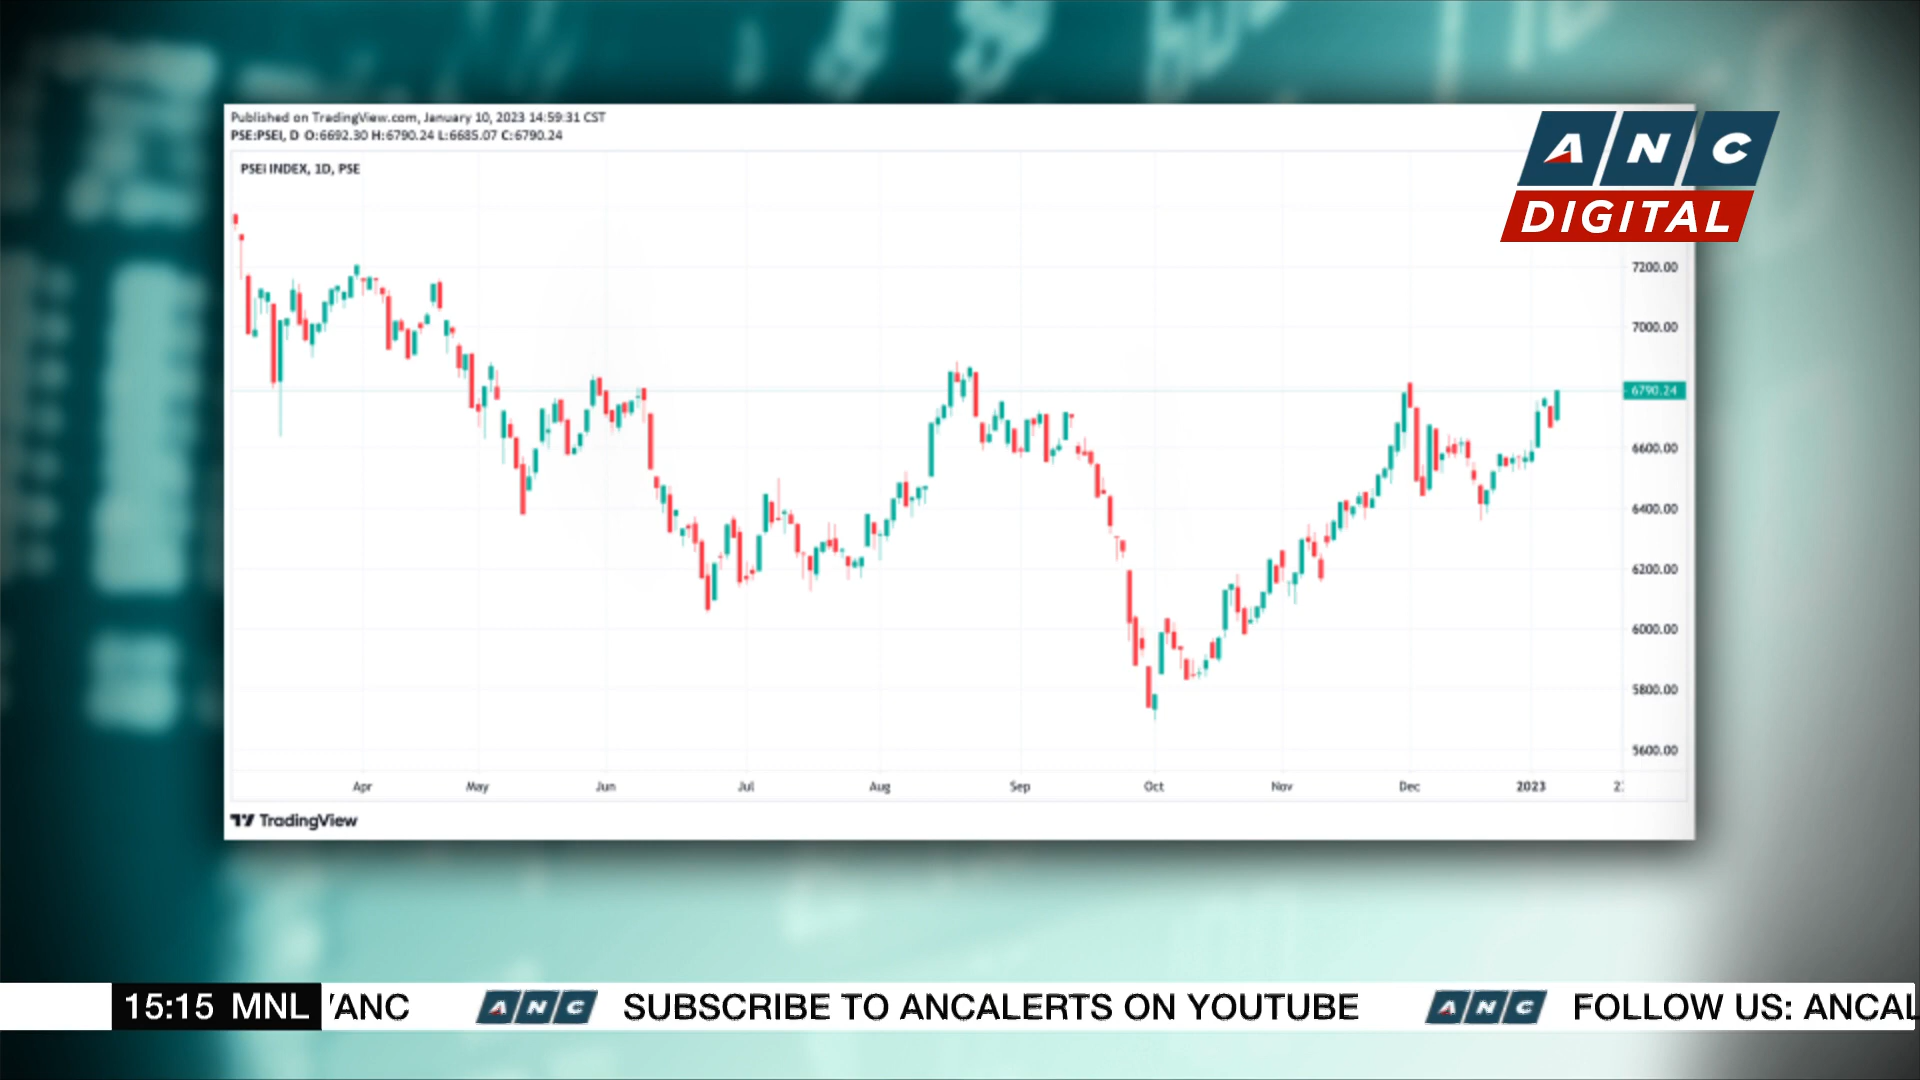 Published on TradingView.com, January 10, 2023 14:59:31 CST
PSE:PSEI, D O:6692.30 H:6790.24 L:6685.07 C:6790.24
PSEI INDEX, 1D, PSE
ANC
DIGITAL
7200.00
7000.00
6790.24
6600.00
6400.00
6200.00
6000.00
5800.00
5600.00
Apr May Jun Jul Aug Sep Oct Nov Dec 2023
TradingView
15:15 MNL /ANC ANC SUBSCRIBE TO ANCALERTS ON YOUTUBE ANC FOLLOW US: ANCAL